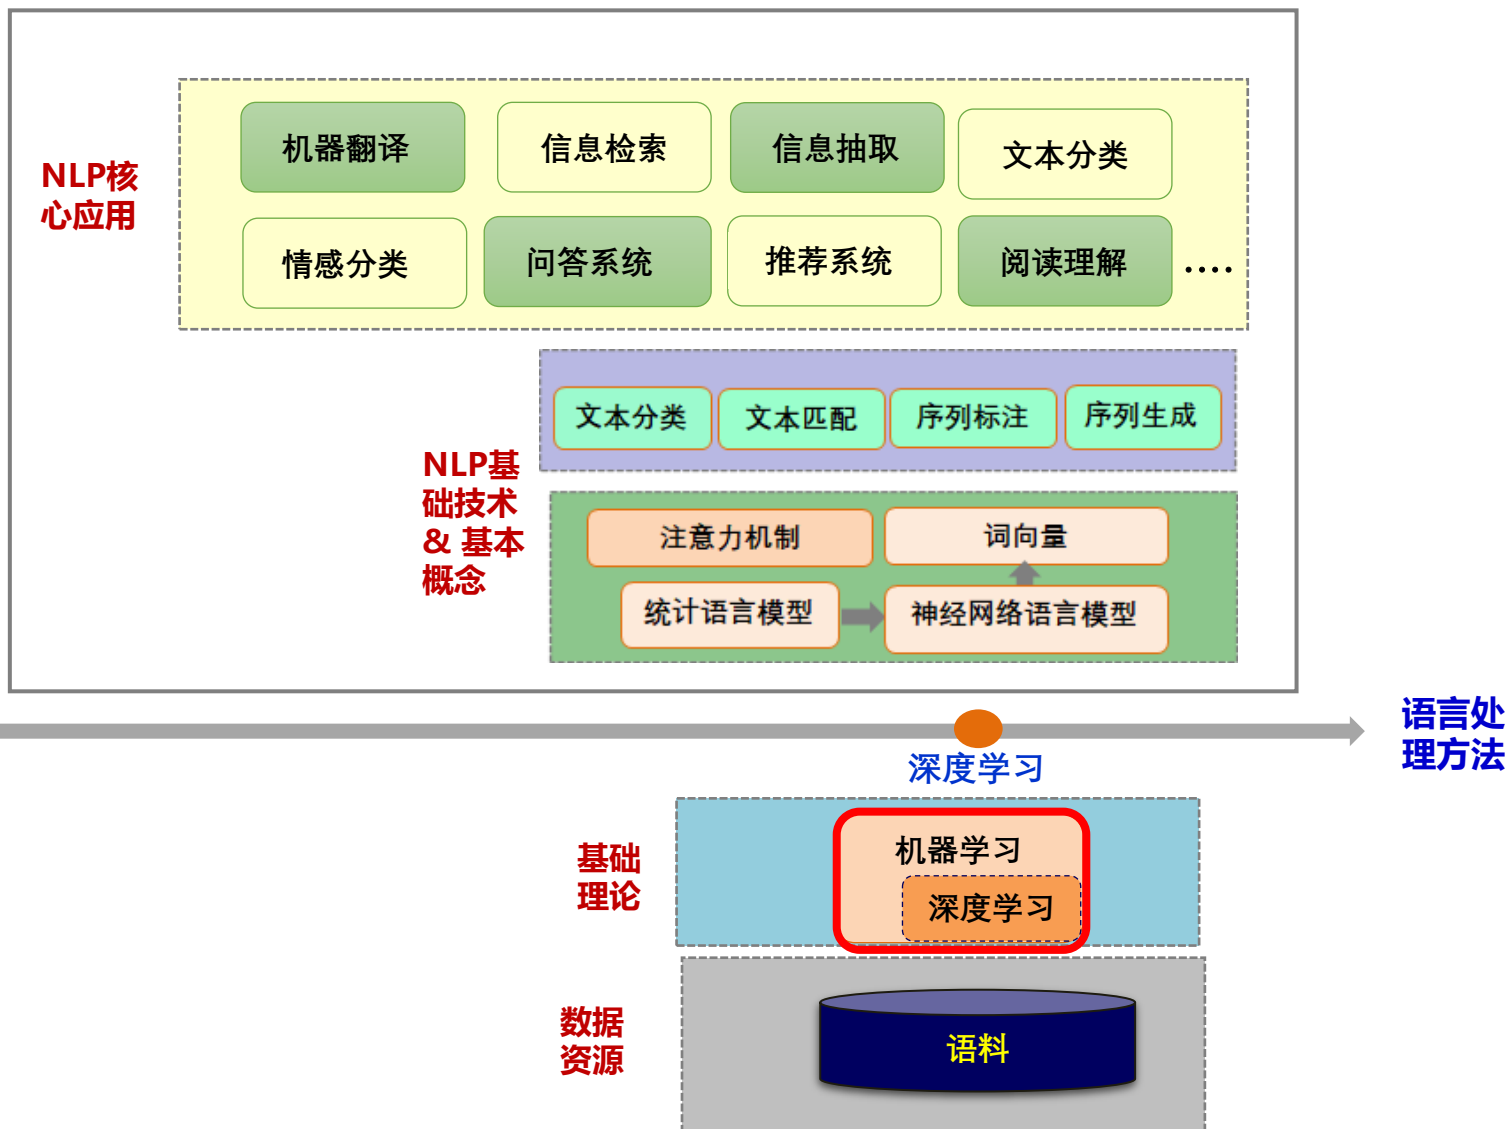 NLP核
心应用
机器翻译
信息检索
信息抽取
文本分类
情感分类
问答系统
推荐系统
阅读理解
....
NLP基
础技术
& 基本
概念
文本分类
文本匹配
序列标注
序列生成
注意力机制
词向量
统计语言模型
神经网络语言模型
语言处
理方法
深度学习
基础
理论
机器学习
深度学习
数据
资源
语料